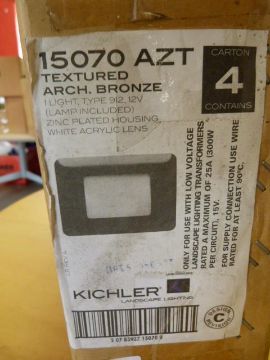 15070 AZT
TEXTURED
ARCH. BRONZE
1 LIGHT, TYPE 912, 12V
(LAMP INCLUDED)
ZINC PLATED HOUSING,
WHITE ACRYLIC LENS
CARTON
4
CONTAINS
ONLY FOR USE WITH LOW VOLTAGE
LANDSCAPE LIGHTING TRANSFORMERS
RATED A MAXIMUM OF 25A (300W
PER CIRCUIT), 15V.
FOR SUPPLY CONNECTION USE WIRE
RATED FOR AT LEAST 90°C.
KICHLER
LANDSCAPE LIGHTING
DESIGN
C